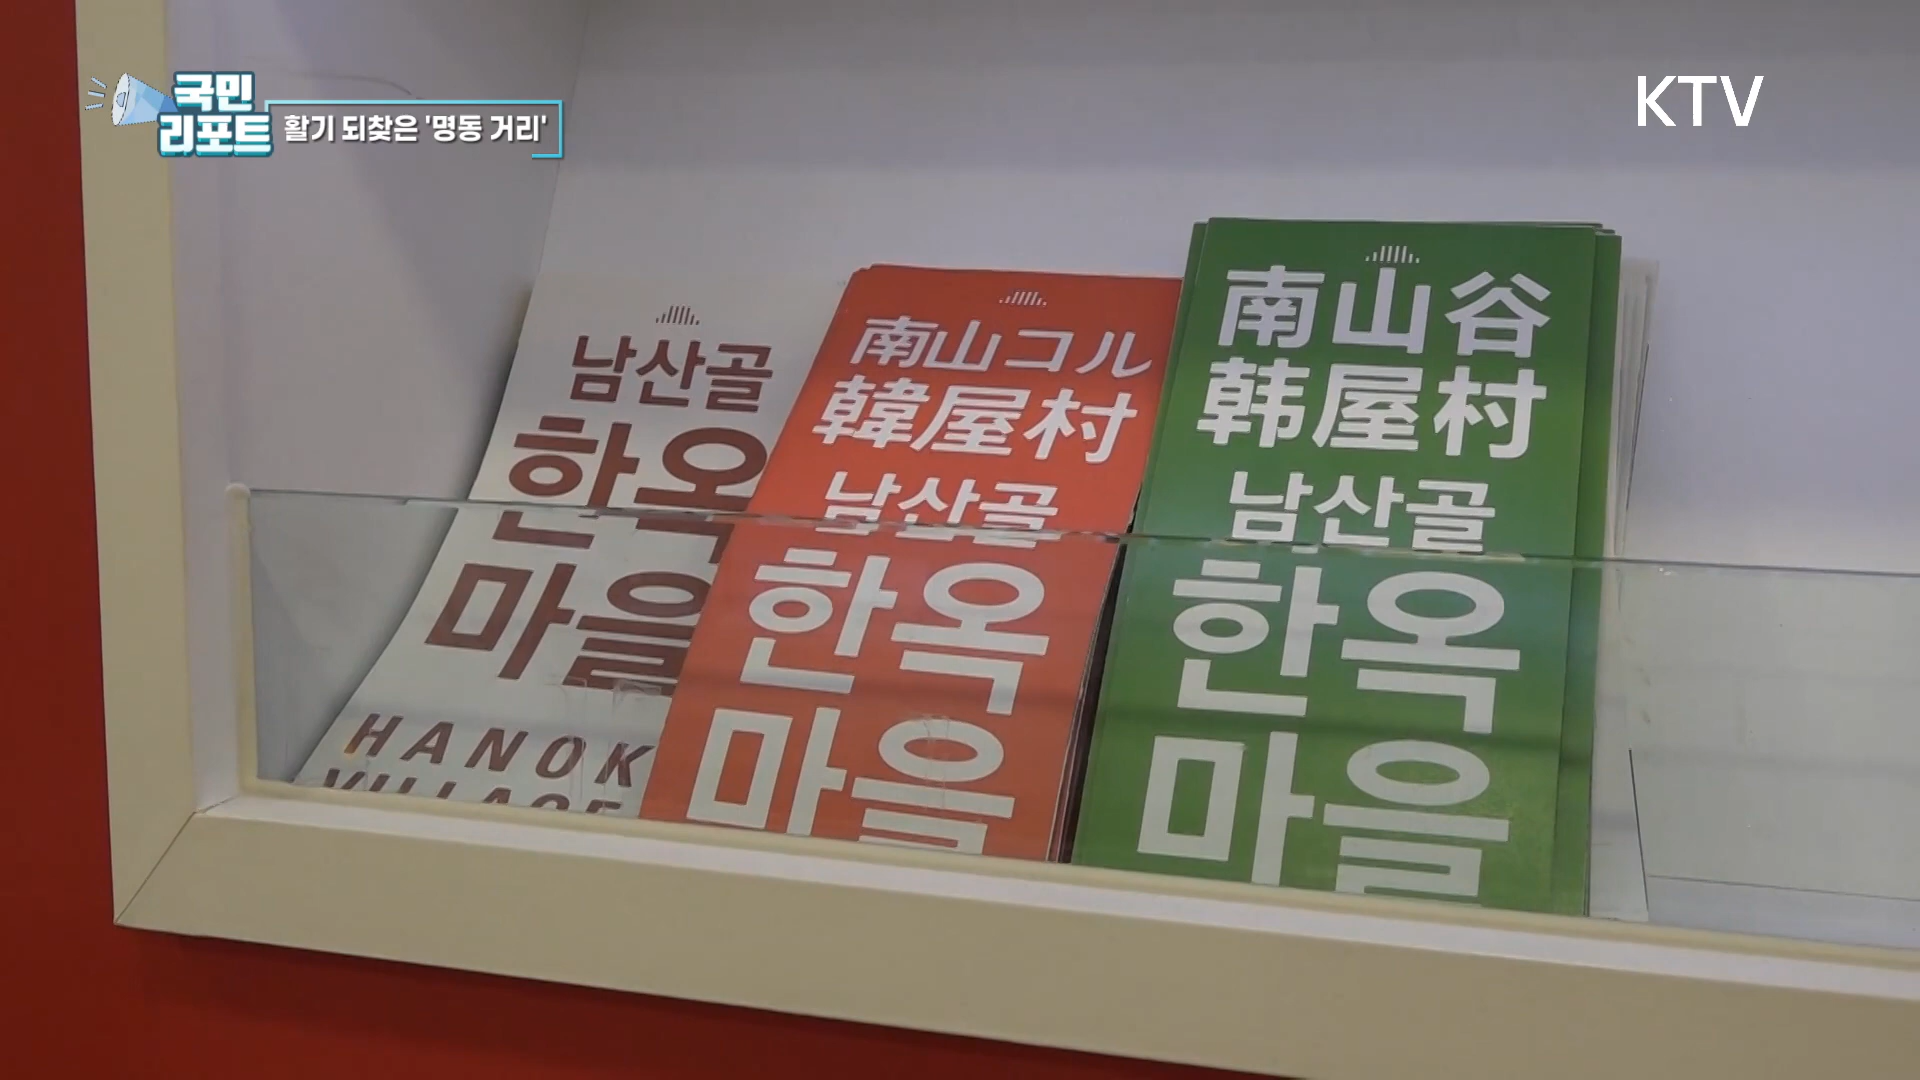 국민
리포트
활기 되찾은 '명동 거리'
KTV
남산골
한옥
마을
HANOK
VILLAGE
南山コル
韓屋村
남산골
한옥
마을
南山谷
韩屋村
남산골
한옥
마을